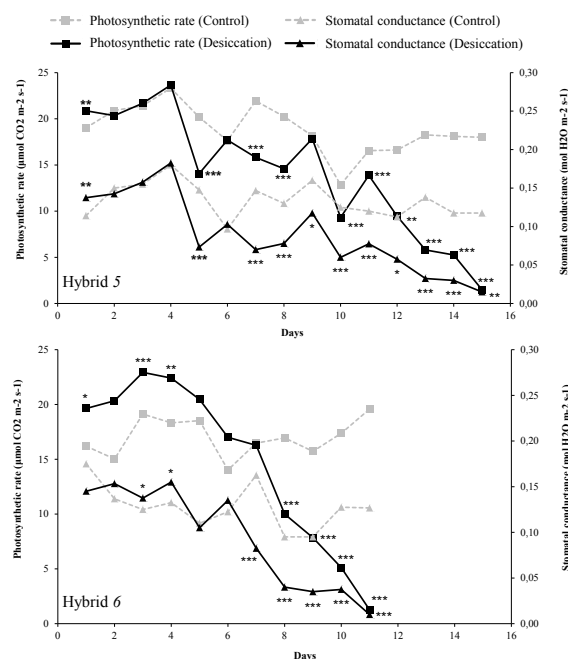 Photosynthetic rate (Control)
Stomatal conductance (Control)
Photosynthetic rate (Desiccation)
Stomatal conductance (Desiccation)
Photosynthetic rate (µmol CO2 m-2 s-1)
25
20
15
10
5
0
** ** *** *** *** *** *** * *** *** *** *** ** * *** *** *** *** *** **
Hybrid 5
0,30
0,25
0,20
0,15
0,10
0,05
0,00
Stomatal conductance (mol H2O m-2 s-1)
0 2 4 6 8 10 12 14 16
Days
Photosynthetic rate (µmol CO2 m-2 s-1)
25
20
15
10
5
0
* *** ** * * *** *** *** *** *** *** *** *** ***
Hybrid 6
0,30
0,25
0,20
0,15
0,10
0,05
0,00
Stomatal conductance (mol H2O m-2 s-1)
0 2 4 6 8 10 12 14 16
Days